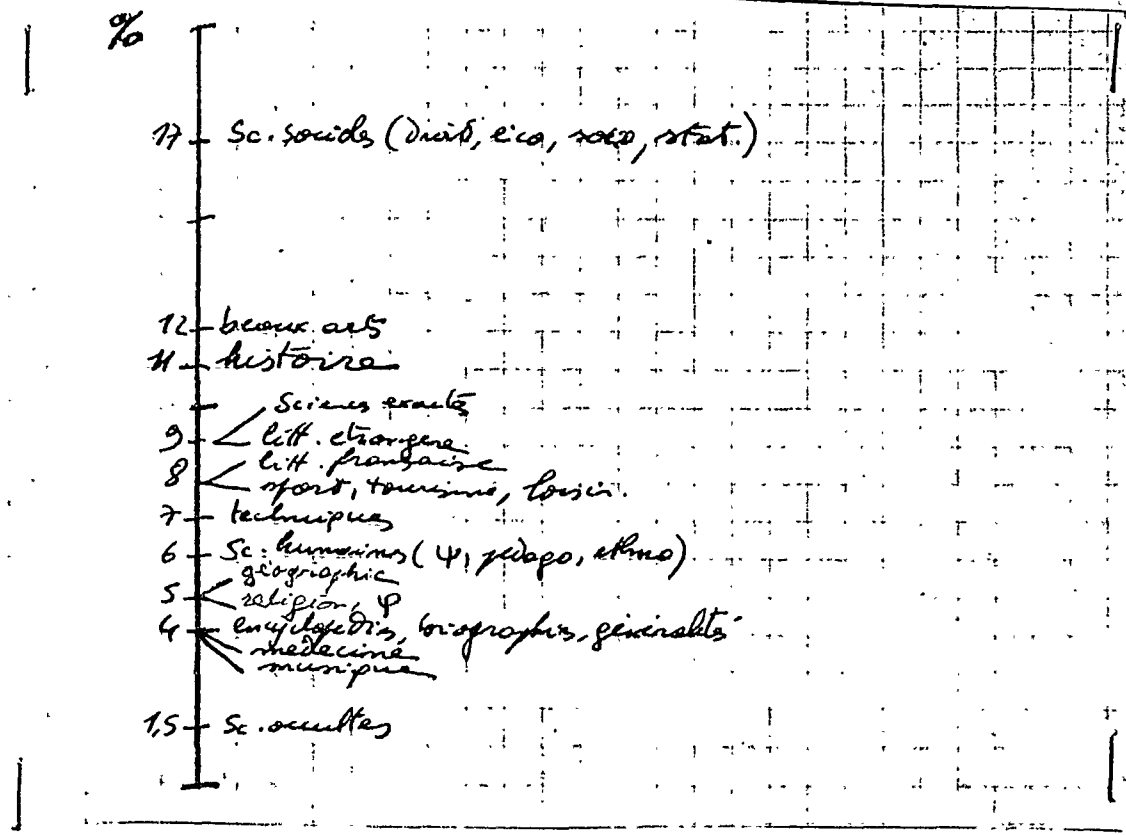 %
17 Sc. sociales (Droit, éco, socio, stat.)
12 beaux arts
11 histoire
Sciences exactes
9 litt. étrangère
litt. française
8 sport, tourisme, loisir.
7 techniques
6 Sc. humaines (ψ, pédago, ethno)
géographie
5 religion, φ
4 encyclopédies, biographies, généralités
médecine
musique
1,5 Sc. occultes